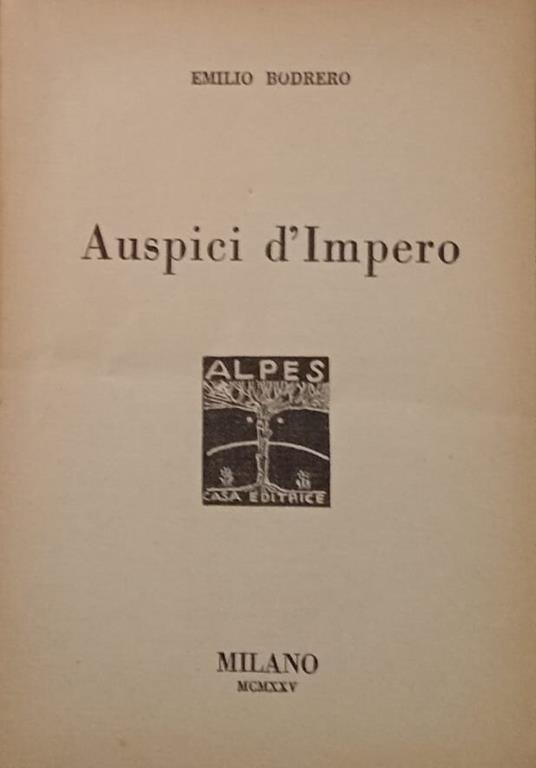 EMILIO BODRERO
Auspici d'Impero
ALPES
CASA EDITRICE
MILANO
MCMXXV